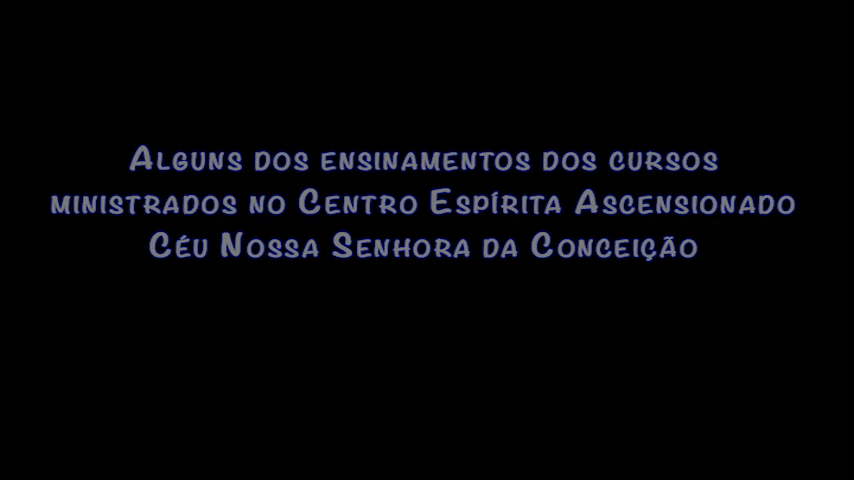 Alguns dos ensinamentos dos cursos
ministrados no Centro Espírita Ascensionado
Céu Nossa Senhora da Conceição